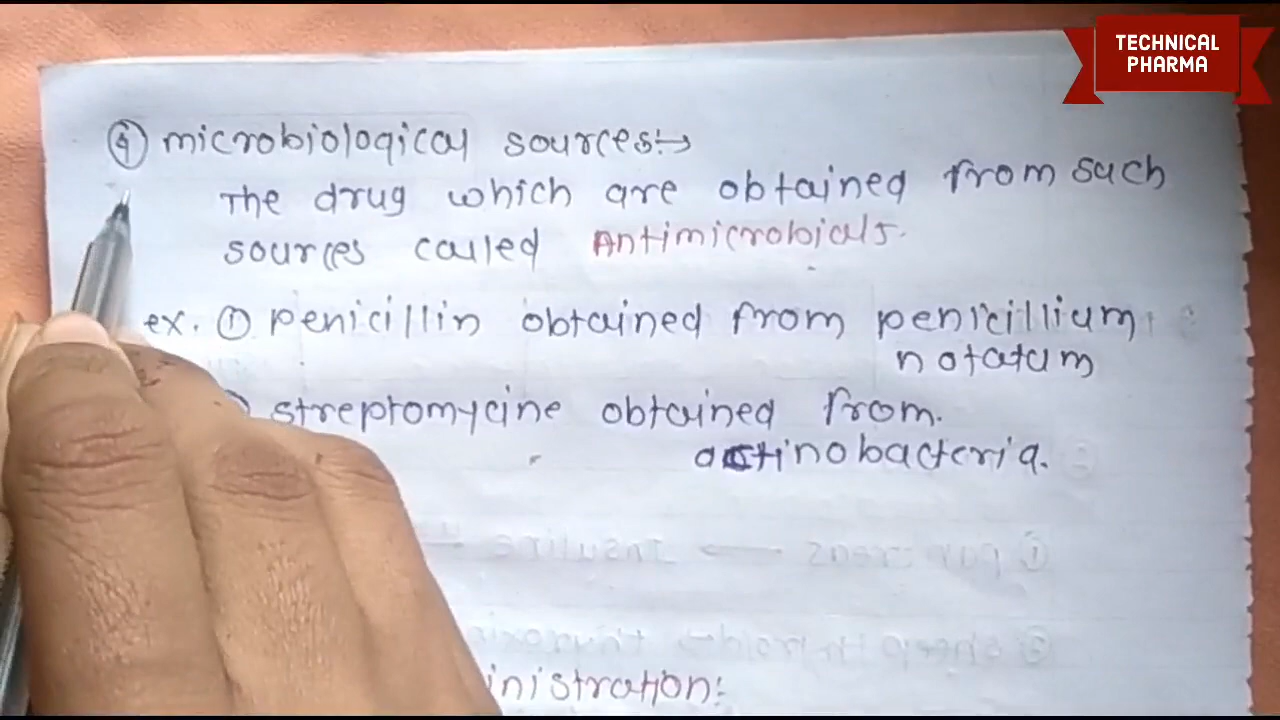 TECHNICAL
PHARMA
④ microbiological sources:→
The drug which are obtained from such
sources called Antimicrobials.
ex. ① penicillin obtained from penicillium
notatum
streptomycine obtained from.
actinobacteria.
inistration: